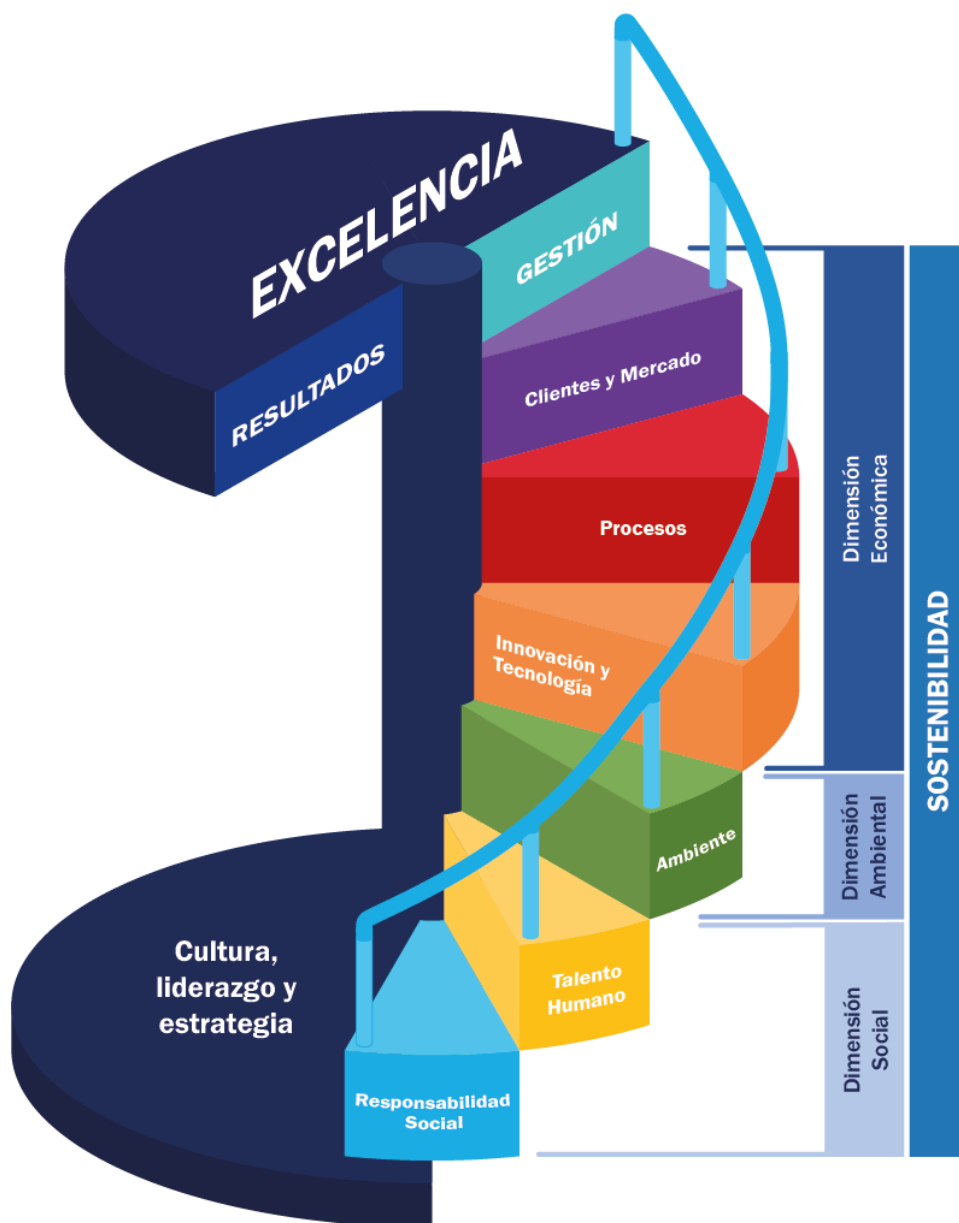 EXCELENCIA
GESTIÓN
RESULTADOS
Clientes y Mercado
Procesos
Innovación y
Tecnología
Ambiente
Talento
Humano
Responsabilidad
Social
Cultura,
liderazgo y
estrategia
Dimensión
Económica
Dimensión
Ambiental
Dimensión
Social
SOSTENIBILIDAD